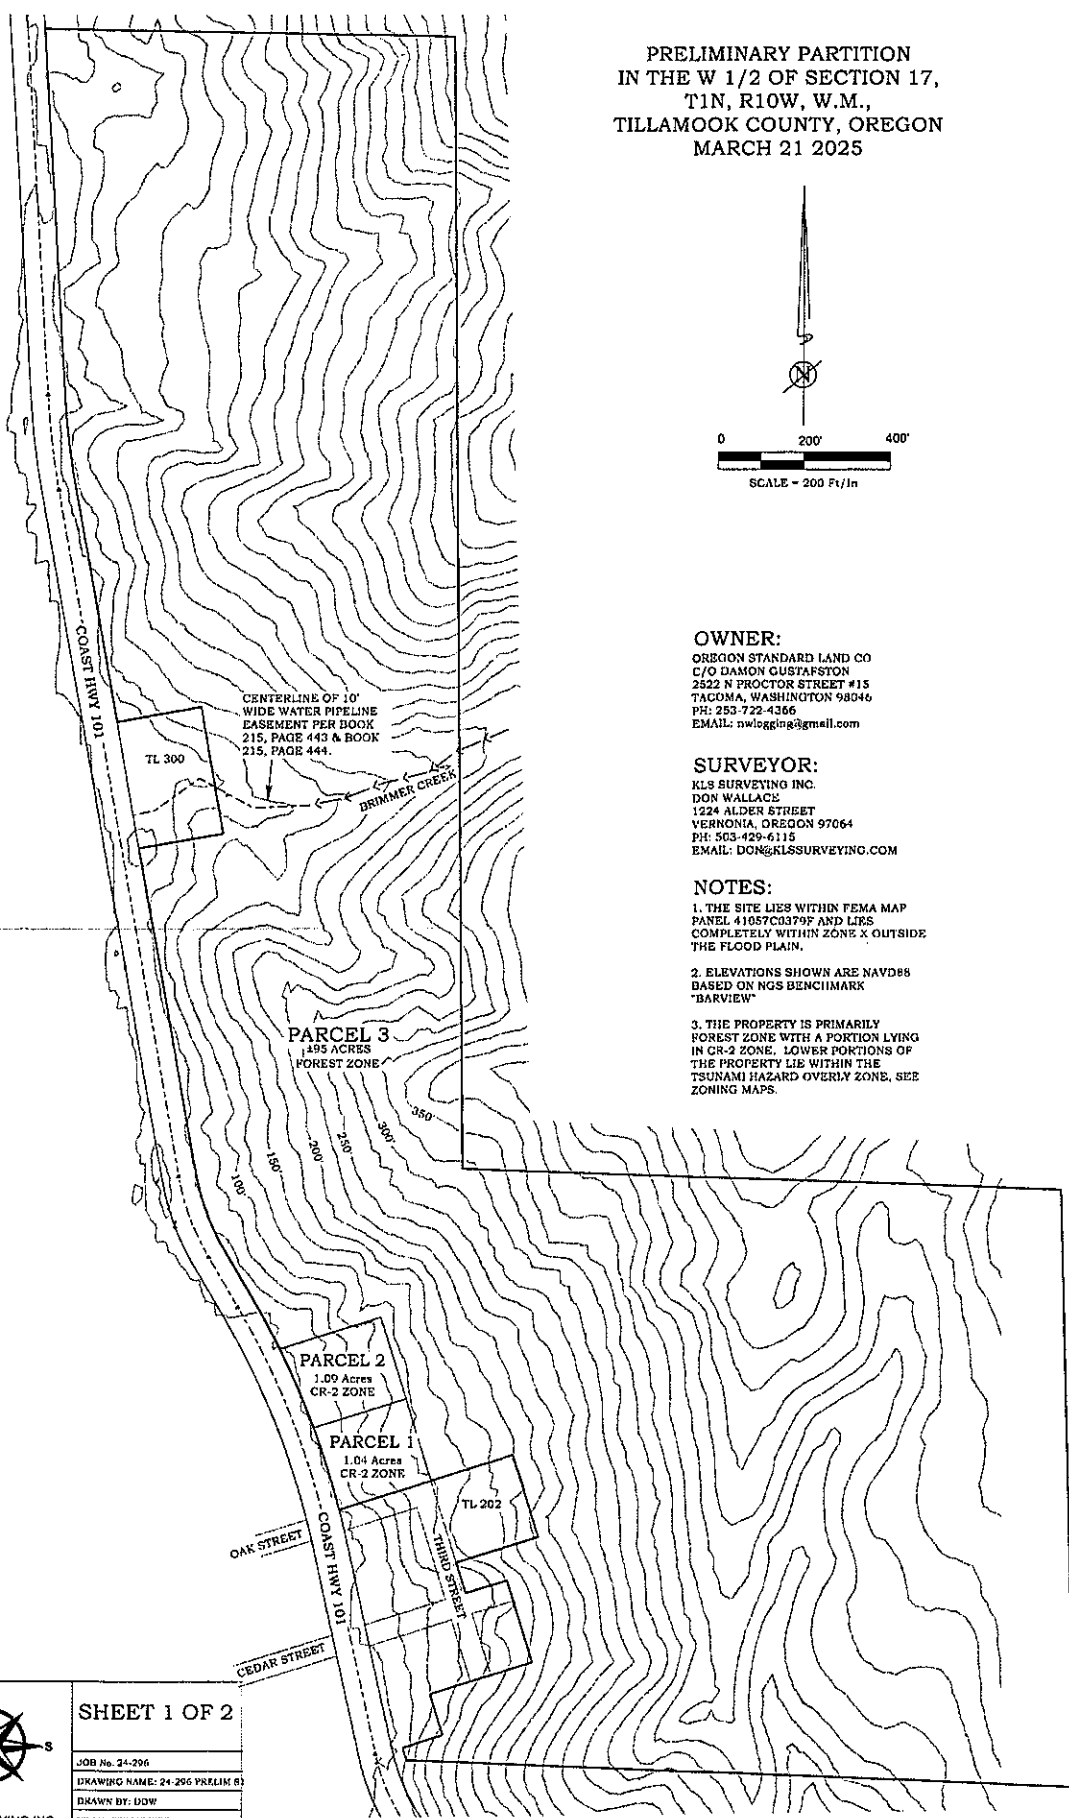 PRELIMINARY PARTITION
IN THE W 1/2 OF SECTION 17,
T1N, R10W, W.M.,
TILLAMOOK COUNTY, OREGON
MARCH 21 2025
N
0 200' 400'
SCALE = 200 Ft/In
OWNER:
OREGON STANDARD LAND CO
C/O DAMON GUSTAFSTON
2522 N PROCTOR STREET #15
TACOMA, WASHINGTON 98046
PH: 253-722-4366
EMAIL: nwlogging@gmail.com
SURVEYOR:
KLS SURVEYING INC.
DON WALLACE
1224 ALDER STREET
VERNONIA, OREGON 97064
PH: 503-429-6115
EMAIL: DON@KLSSURVEYING.COM
NOTES:
1. THE SITE LIES WITHIN FEMA MAP
PANEL 41057C0379F AND LIES
COMPLETELY WITHIN ZONE X OUTSIDE
THE FLOOD PLAIN.
2. ELEVATIONS SHOWN ARE NAVD88
BASED ON NGS BENCHMARK
"BARVIEW"
3. THE PROPERTY IS PRIMARILY
FOREST ZONE WITH A PORTION LYING
IN CR-2 ZONE. LOWER PORTIONS OF
THE PROPERTY LIE WITHIN THE
TSUNAMI HAZARD OVERLY ZONE, SEE
ZONING MAPS.
COAST HWY 101
CENTERLINE OF 10'
WIDE WATER PIPELINE
EASEMENT PER BOOK
215, PAGE 443 & BOOK
215, PAGE 444.
TL 300
BRIMMER CREEK
PARCEL 3
±95 ACRES
FOREST ZONE
350'
300'
250'
200'
150'
100'
PARCEL 2
1.09 Acres
CR-2 ZONE
PARCEL 1
1.04 Acres
CR-2 ZONE
TL 202
OAK STREET
COAST HWY 101
THIRD STREET
CEDAR STREET
SHEET 1 OF 2
S
JOB No. 24-296
DRAWING NAME: 24-296 PRELIM
DRAWN BY: DDW